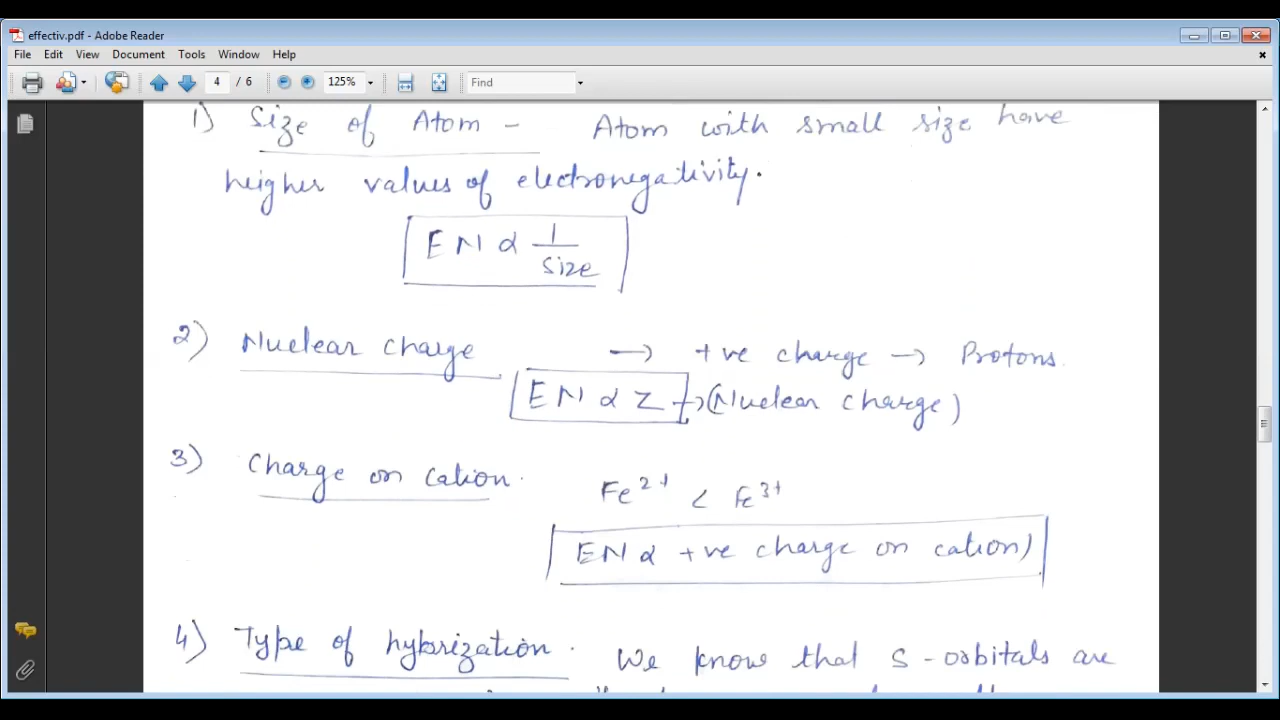 effectiv.pdf - Adobe Reader
File Edit View Document Tools Window Help
4 / 6 125% Find
1) Size of Atom - Atom with small size have
heigher values of electronegativity.
EN ∝ 1/size
2) Nuclear charge → +ve charge → Protons.
EN ∝ Z → (Nuclear charge)
3) Charge on cation.
Fe²⁺ < Fe³⁺
EN ∝ +ve charge on cation)
4) Type of hybrization. We know that s-orbitals are